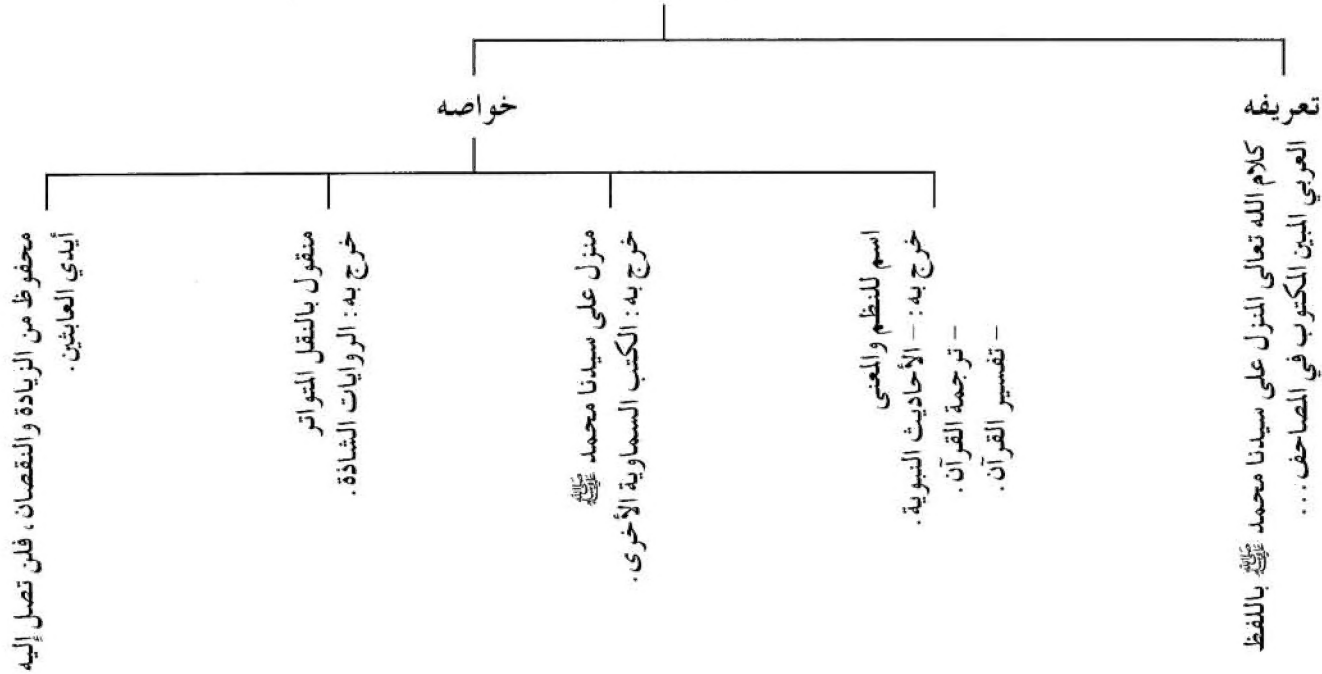 تعريفه
كلام الله تعالى المنزل على سيدنا محمد ﷺ باللفظ
العربي المبين المكتوب في المصاحف . . .
خواصه
اسم للنظم والمعنى
خرج به : – الأحاديث النبوية .
– ترجمة القرآن .
– تفسير القرآن .
منزل على سيدنا محمد ﷺ
خرج به : الكتب السماوية الأخرى .
منقول بالنقل المتواتر
خرج به : الروايات الشاذة .
محفوظ من الزيادة والنقصان ، فلن تصل إليه
أيدي العابثين .